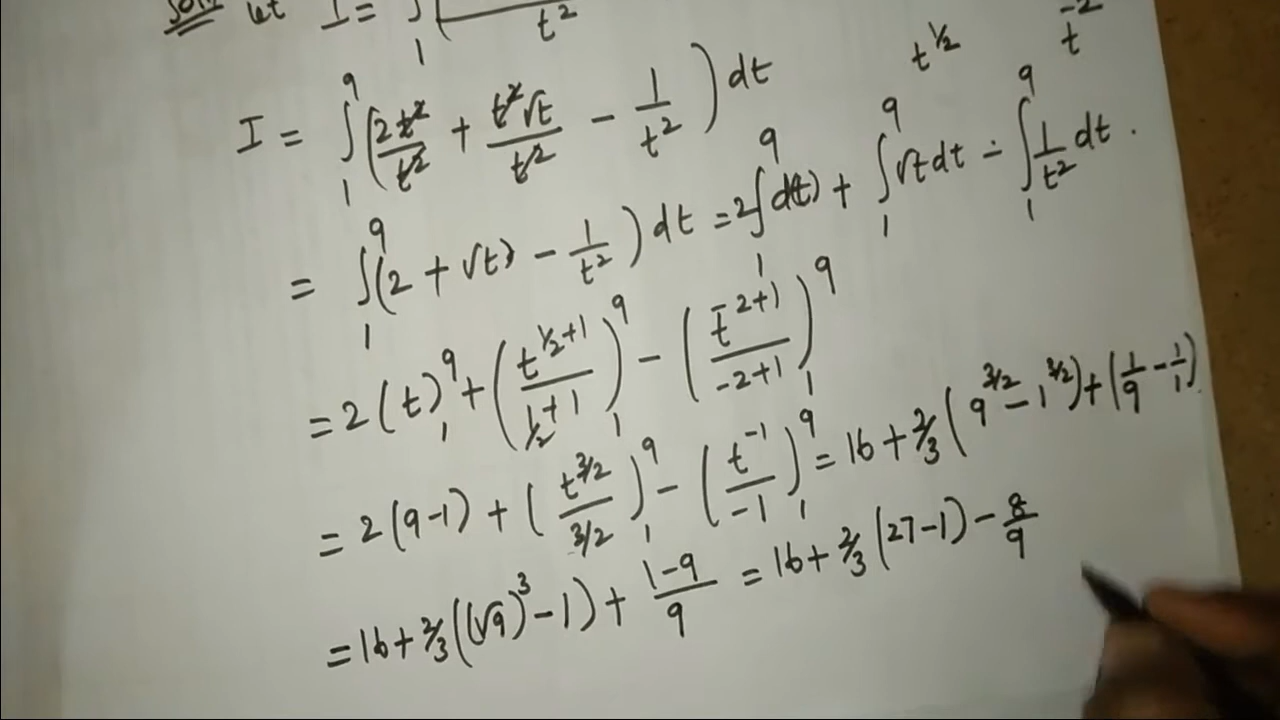 Soln let I = ∫₁ t²
t^½ t^-2
I = ∫₁⁹ (2t²/t² + t²√t/t² − 1/t²) dt
= ∫₁⁹ (2 + √t) − 1/t²) dt = 2∫₁⁹ dt) + ∫₁⁹ √t dt − ∫₁⁹ 1/t² dt.
= 2(t)₁⁹ + (t^(½+1)/(½+1))₁⁹ − (t^(-2+1)/(-2+1))₁⁹
= 2(9-1) + (t^(3/2)/(3/2))₁⁹ − (t^-1/-1)₁⁹ = 16 + ⅔(9^(3/2) − 1^(3/2)) + (1/9 − 1/1)
= 16 + ⅔((√9)³ − 1) + (1-9)/9 = 16 + ⅔(27−1) − 8/9